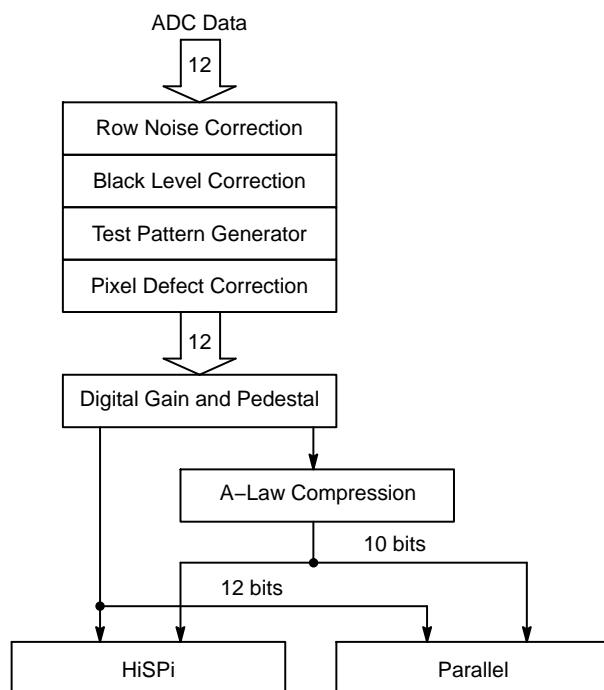 ADC Data
12
Row Noise Correction
Black Level Correction
Test Pattern Generator
Pixel Defect Correction
12
Digital Gain and Pedestal
A−Law Compression
10 bits
12 bits
HiSPi
Parallel